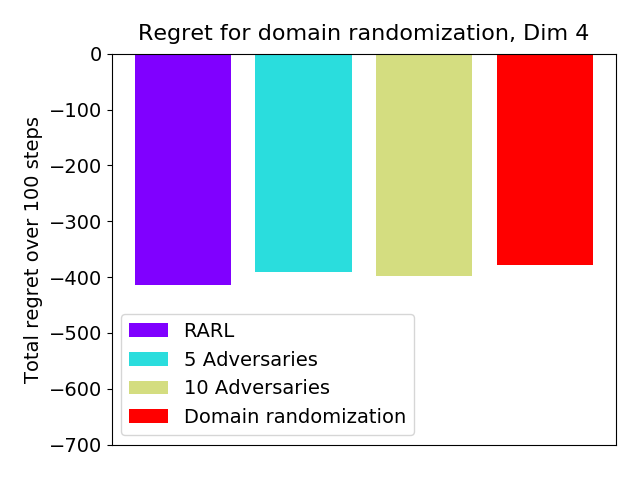 Regret for domain randomization, Dim 4
Total regret over 100 steps
0
−100
−200
−300
−400
−500
−600
−700
RARL
5 Adversaries
10 Adversaries
Domain randomization